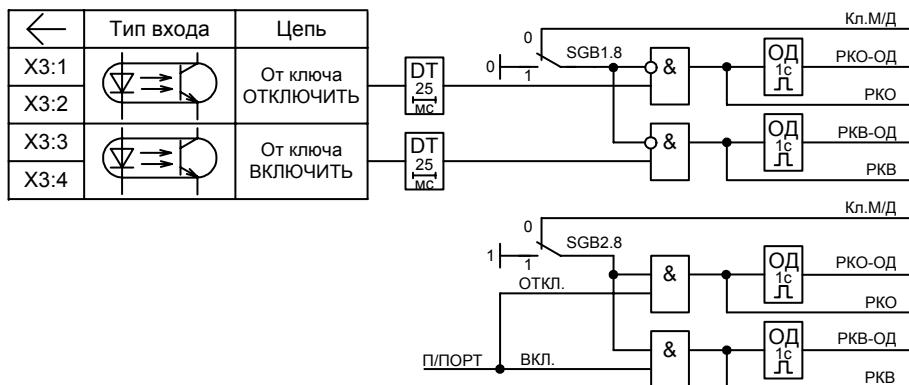 Тип входа
Цепь
X3:1
X3:2
От ключа
ОТКЛЮЧИТЬ
X3:3
X3:4
От ключа
ВКЛЮЧИТЬ
DT
25
мс
DT
25
мс
0
0
1
SGB1.8
&
&
ОД
1с
ОД
1с
Кл.М/Д
РКО-ОД
РКО
РКВ-ОД
РКВ
Кл.М/Д
0
1
1
SGB2.8
ОТКЛ.
П/ПОРТ
ВКЛ.
&
&
ОД
1с
ОД
1с
РКО-ОД
РКО
РКВ-ОД
РКВ